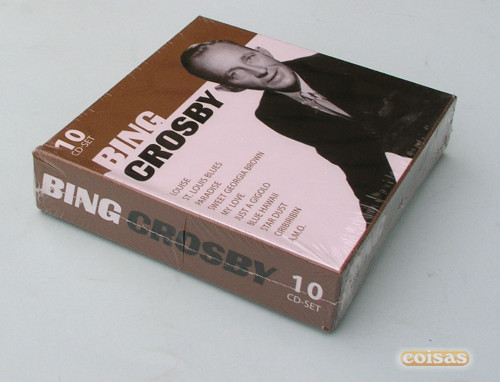 10
CD-SET
BING
CROSBY
LOUISE
ST. LOUIS BLUES
PARADISE
SWEET GEORGIA BROWN
MY LOVE
JUST A GIGOLO
BLUE HAWAII
STAR DUST
CIRIBIRIBIN
A.M.O.
BING CROSBY 10
CD-SET
coisas